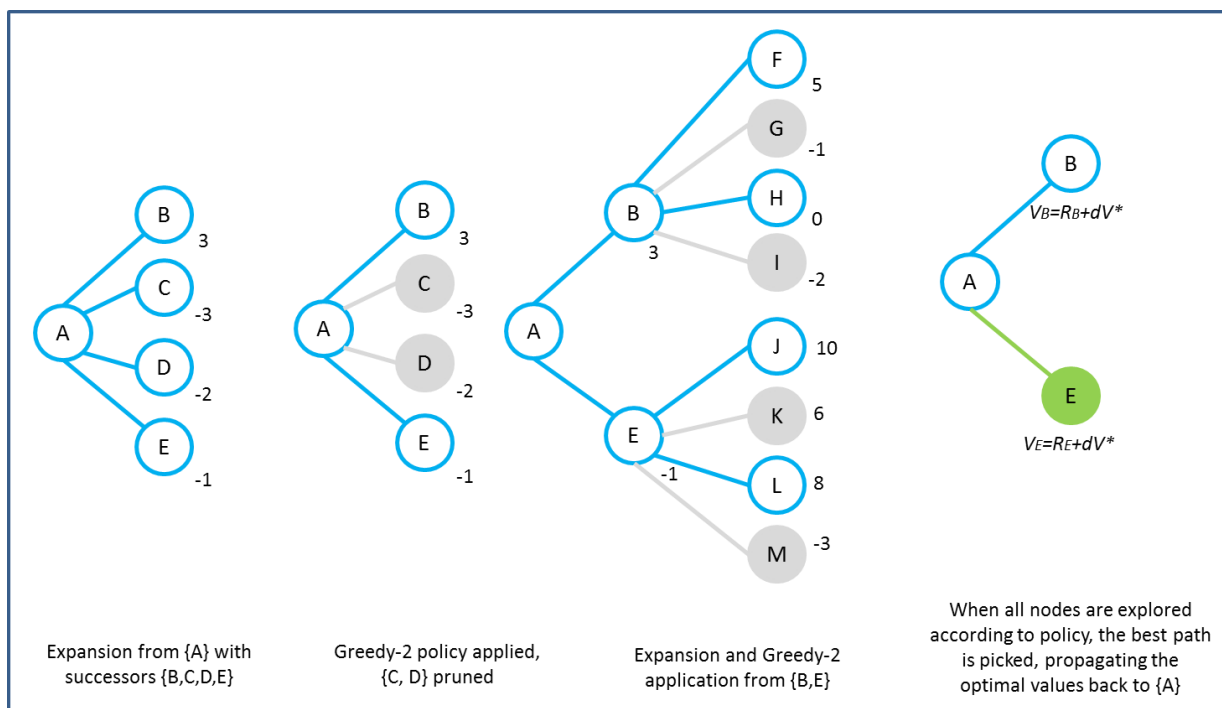 B
3
C
-3
A
D
-2
E
-1
Expansion from {A} with
successors {B,C,D,E}
B
3
C
-3
A
D
-2
E
-1
Greedy-2 policy applied,
{C, D} pruned
F
5
G
-1
B
3
H
0
I
-2
A
J
10
K
6
E
-1
L
8
M
-3
Expansion and Greedy-2
application from {B,E}
B
VB=RB+dV*
A
E
VE=RE+dV*
When all nodes are explored
according to policy, the best path
is picked, propagating the
optimal values back to {A}